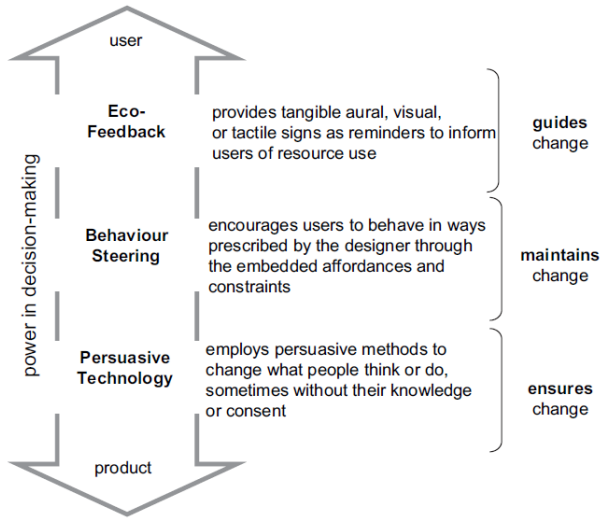 user
power in decision-making
Eco-
Feedback
provides tangible aural, visual,
or tactile signs as reminders to inform
users of resource use
guides
change
Behaviour
Steering
encourages users to behave in ways
prescribed by the designer through
the embedded affordances and
constraints
maintains
change
Persuasive
Technology
employs persuasive methods to
change what people think or do,
sometimes without their knowledge
or consent
ensures
change
product